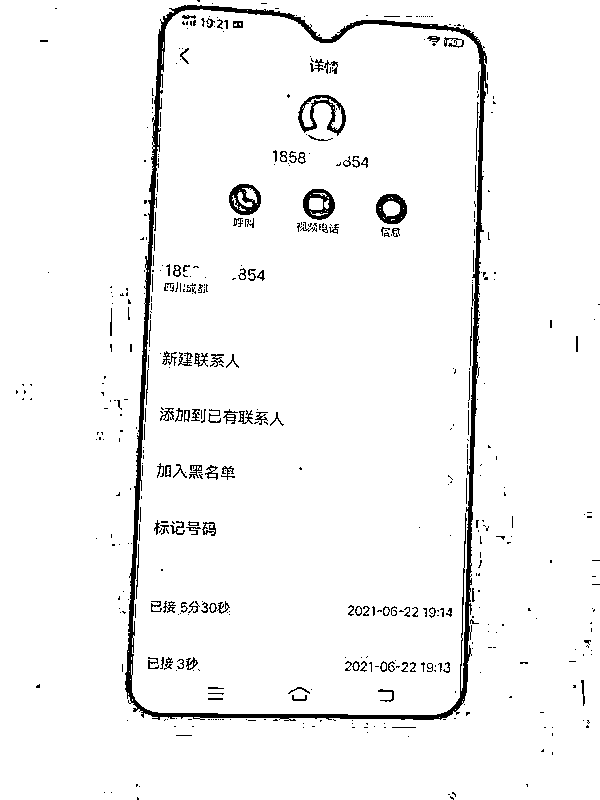 19:21
详情
1858 854
呼叫 视频电话 信息
185 854
四川成都
新建联系人
添加到已有联系人
加入黑名单
标记号码
已接 5分30秒 2021-06-22 19:14
已接 3秒 2021-06-22 19:13